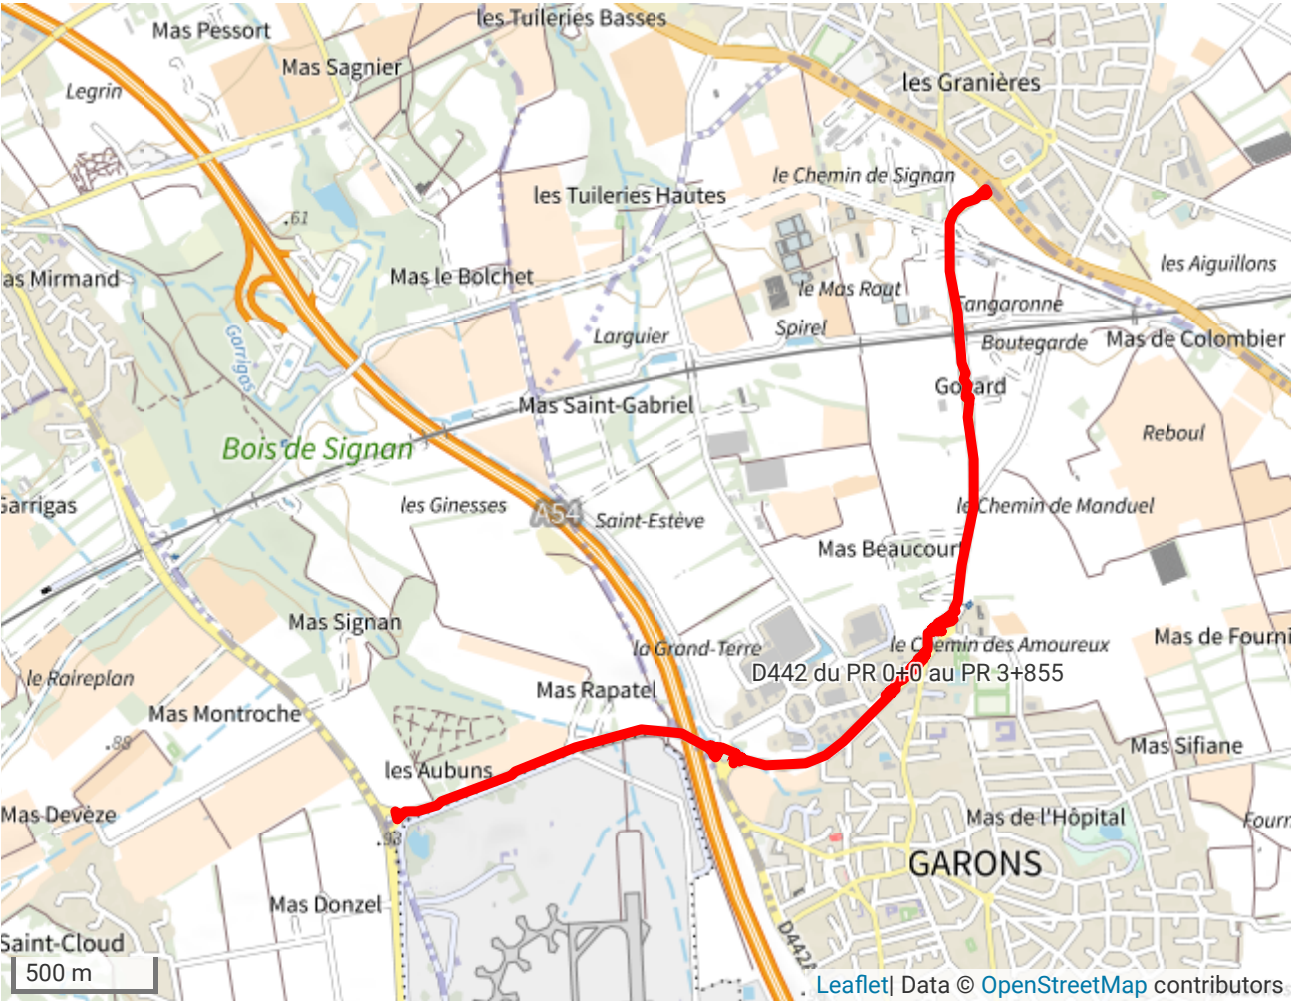 les Tuileries Basses
Mas Pessort
Mas Sagnier
les Granières
Legrin
le Chemin de Signan
les Tuileries Hautes
.61
les Aiguillons
as Mirmand
Mas le Bolchet
le Mas Rout
Fangaronne
Garrigas
Larguier
Spirel
Boutegarde
Mas de Colombier
Mas Saint-Gabriel
Reboul
Bois de Signan
Garrigas
les Ginesses
A54
Saint-Estève
le Chemin de Manduel
Mas Beaucourt
Mas Signan
la Grand-Terre
le Chemin des Amoureux
Mas de Fourni
le Raireplan
D442 du PR 0+0 au PR 3+855
Mas Rapatel
Mas Montroche
.88
Mas Sifiane
les Aubuns
Mas Devèze
Mas de l'Hôpital
Fourn
.93
GARONS
Mas Donzel
Saint-Cloud
D442A
500 m
Leaflet| Data © OpenStreetMap contributors